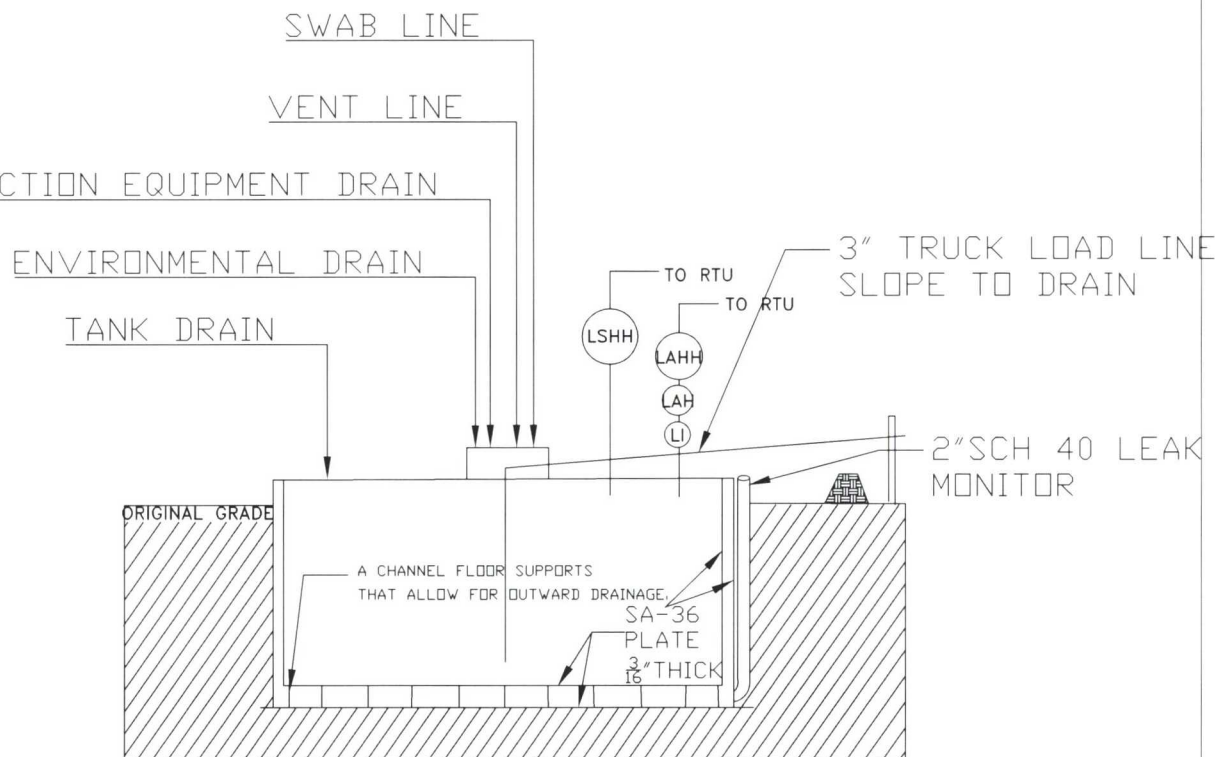 SWAB LINE
VENT LINE
CTION EQUIPMENT DRAIN
ENVIRONMENTAL DRAIN
TANK DRAIN
TO RTU
TO RTU
LSHH
LAHH
LAH
LI
3" TRUCK LOAD LINE
SLOPE TO DRAIN
2"SCH 40 LEAK
MONITOR
ORIGINAL GRADE
A CHANNEL FLOOR SUPPORTS
THAT ALLOW FOR OUTWARD DRAINAGE.
SA-36
PLATE
3/16" THICK